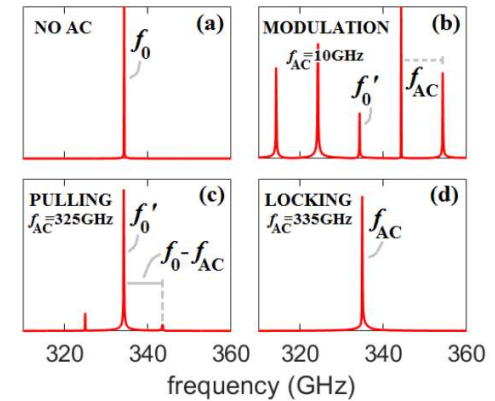 NO AC
(a)
f0
MODULATION
(b)
fAC=10GHz
f0'
fAC
PULLING
(c)
fAC=325GHz
f0'
f0-fAC
LOCKING
(d)
fAC=335GHz
fAC
320
340
360
320
340
360
frequency (GHz)